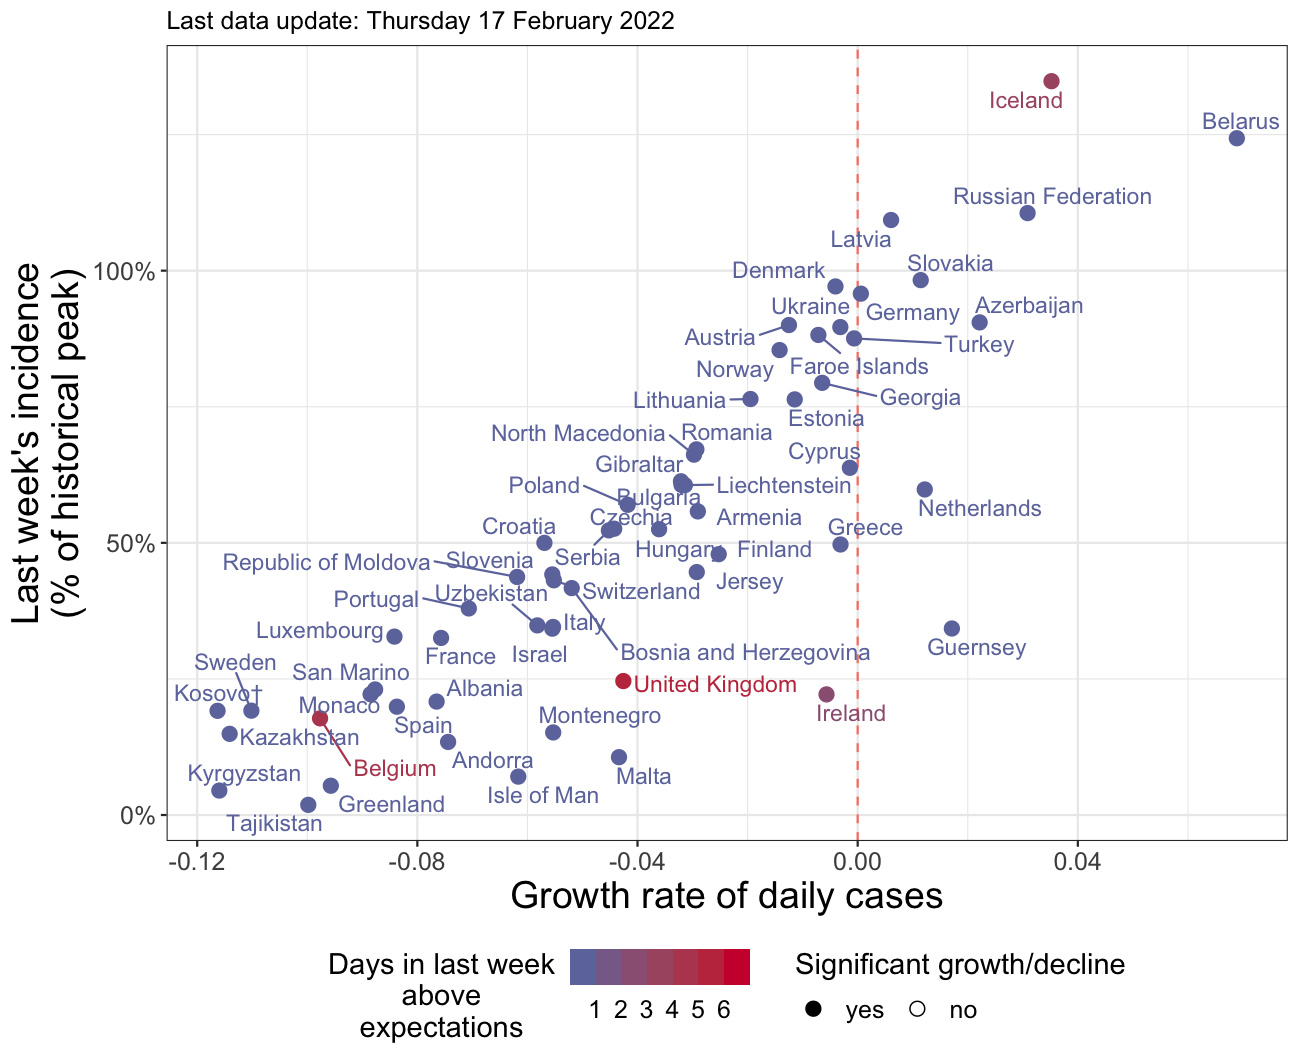 Last data update: Thursday 17 February 2022
Last week's incidence
(% of historical peak)
100%
50%
0%
Iceland
Belarus
Russian Federation
Latvia
Slovakia
Denmark
Ukraine
Germany
Azerbaijan
Austria
Turkey
Norway
Faroe Islands
Georgia
Lithuania
Estonia
North Macedonia
Romania
Cyprus
Gibraltar
Poland
Liechtenstein
Bulgaria
Netherlands
Czechia
Armenia
Croatia
Greece
Serbia
Hungary
Finland
Republic of Moldova
Slovenia
Jersey
Uzbekistan
Switzerland
Portugal
Luxembourg
Italy
France
Israel
Bosnia and Herzegovina
Guernsey
Sweden
San Marino
United Kingdom
Albania
Kosovo†
Monaco
Ireland
Spain
Montenegro
Kazakhstan
Andorra
Belgium
Kyrgyzstan
Malta
Greenland
Isle of Man
Tajikistan
-0.12
-0.08
-0.04
0.00
0.04
Growth rate of daily cases
Days in last week
above
expectations
1 2 3 4 5 6
Significant growth/decline
yes
no